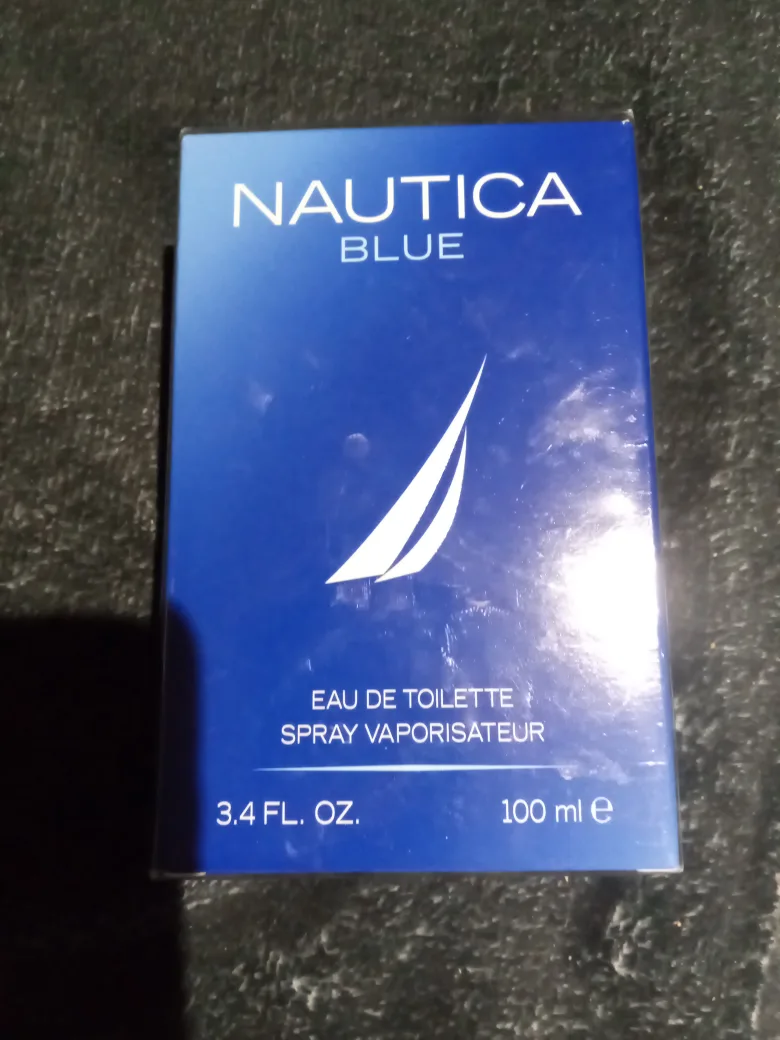 NAUTICA
BLUE
EAU DE TOILETTE
SPRAY VAPORISATEUR
3.4 FL. OZ. 100 ml ℮